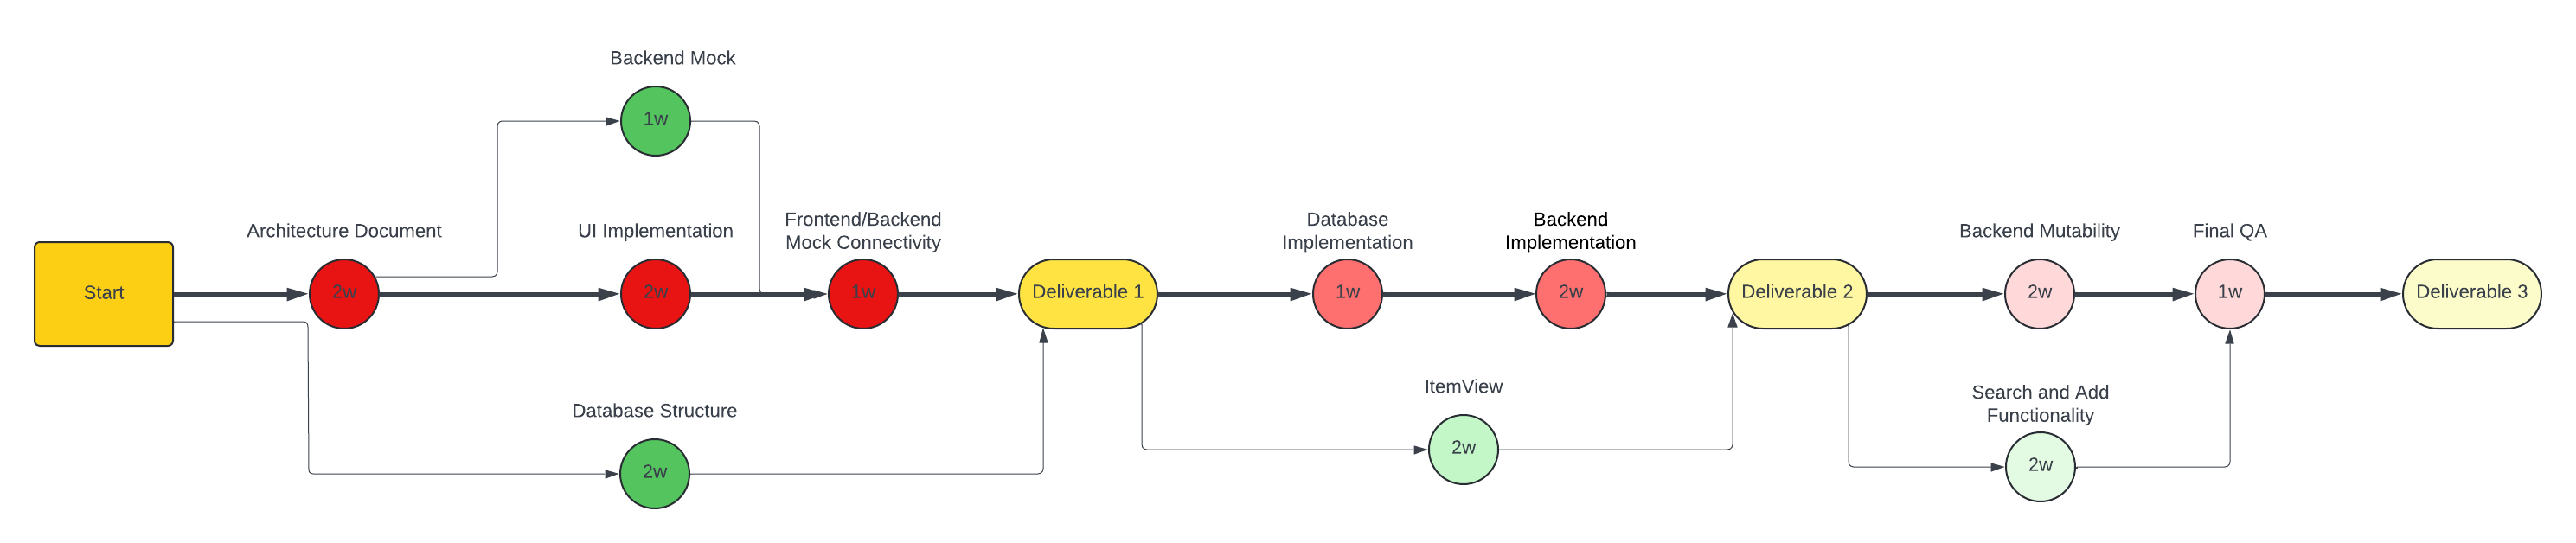 Backend Mock
1w
Architecture Document
UI Implementation
Frontend/Backend
Mock Connectivity
Database
Implementation
Backend
Implementation
Backend Mutability
Final QA
Start
2w
2w
1w
Deliverable 1
1w
2w
Deliverable 2
2w
1w
Deliverable 3
Database Structure
2w
ItemView
2w
Search and Add
Functionality
2w